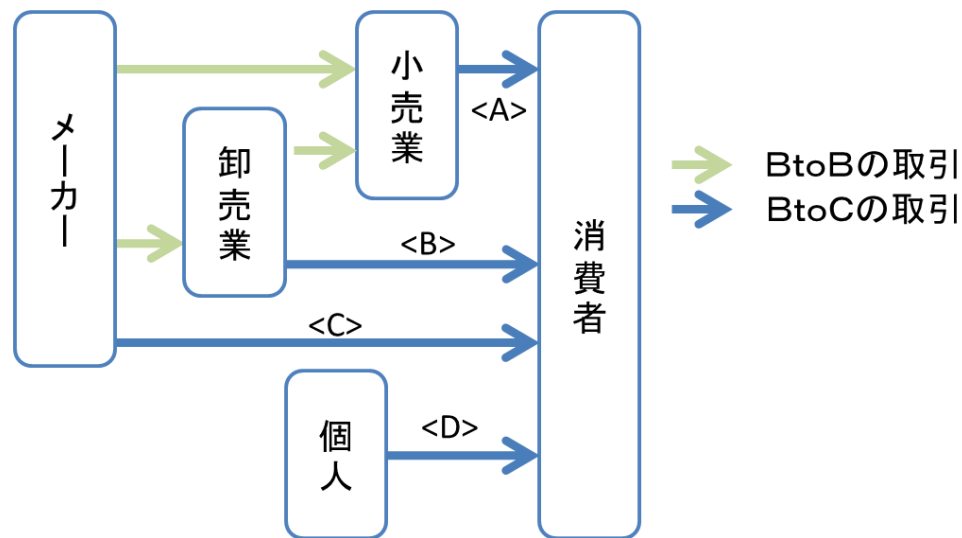 メーカー
卸売業
小売業
<A>
<B>
<C>
個人
<D>
消費者
BtoBの取引
BtoCの取引